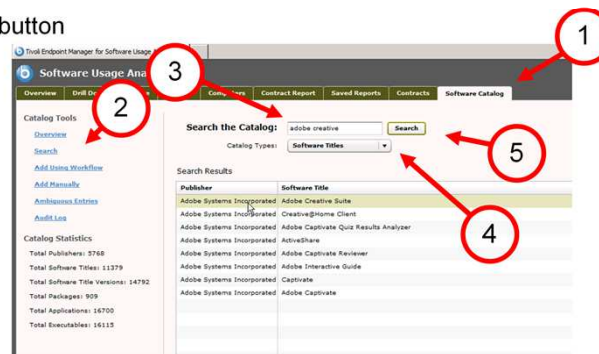 button
1
Tivoli Endpoint Manager for Software Usage
Software Usage Ana
3
Overview Drill Do Contract Report Saved Reports Contracts Software Catalog
2
Catalog Tools
Overview
Search
Add Using Workflow
Add Manually
Ambiguous Entries
Audit Log
Search the Catalog: adobe creative Search
Catalog Types: Software Titles
5
4
Search Results
Publisher Software Title
Adobe Systems Incorporated Adobe Creative Suite
Adobe Systems Incorporated Creative@Home Client
Adobe Systems Incorporated Adobe Captivate Quiz Results Analyzer
Adobe Systems Incorporated ActiveShare
Adobe Systems Incorporated Adobe Captivate Reviewer
Adobe Systems Incorporated Adobe Interactive Guide
Adobe Systems Incorporated Captivate
Adobe Systems Incorporated Adobe Captivate
Catalog Statistics
Total Publishers: 5768
Total Software Titles: 11379
Total Software Title Versions: 14792
Total Packages: 909
Total Applications: 16700
Total Executables: 16115